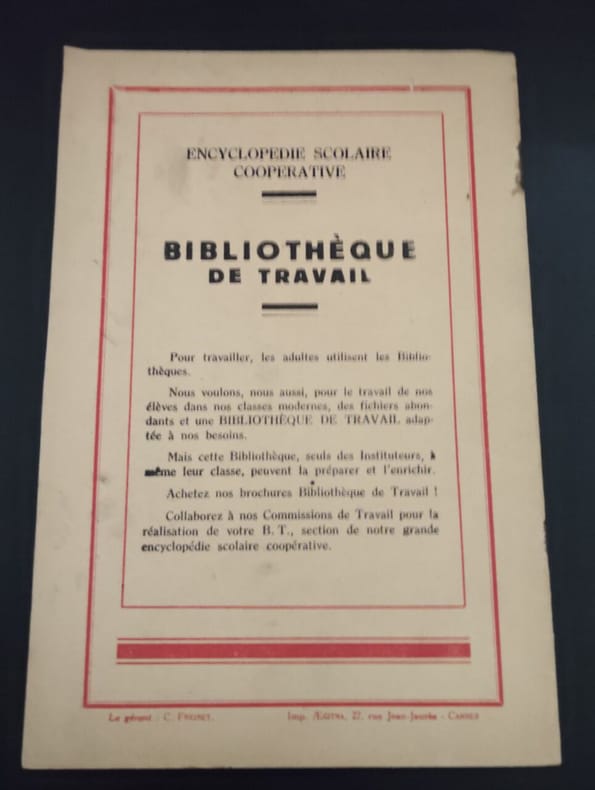 ENCYCLOPEDIE SCOLAIRE
COOPERATIVE
BIBLIOTHÈQUE
DE TRAVAIL
Pour travailler, les adultes utilisent les Biblio-
thèques.
Nous voulons, nous aussi, pour le travail de nos
élèves dans nos classes modernes, des fichiers abon-
dants et une BIBLIOTHÈQUE DE TRAVAIL adap-
tée à nos besoins.
Mais cette Bibliothèque, seuls des Instituteurs, à
même leur classe, peuvent la préparer et l'enrichir.
Achetez nos brochures Bibliothèque de Travail !
Collaborez à nos Commissions de Travail pour la
réalisation de votre B. T., section de notre grande
encyclopédie scolaire coopérative.
Le gérant : C. FREINET.
Imp. ÆGITNA, 27, rue Jean-Jaurès - CANNES